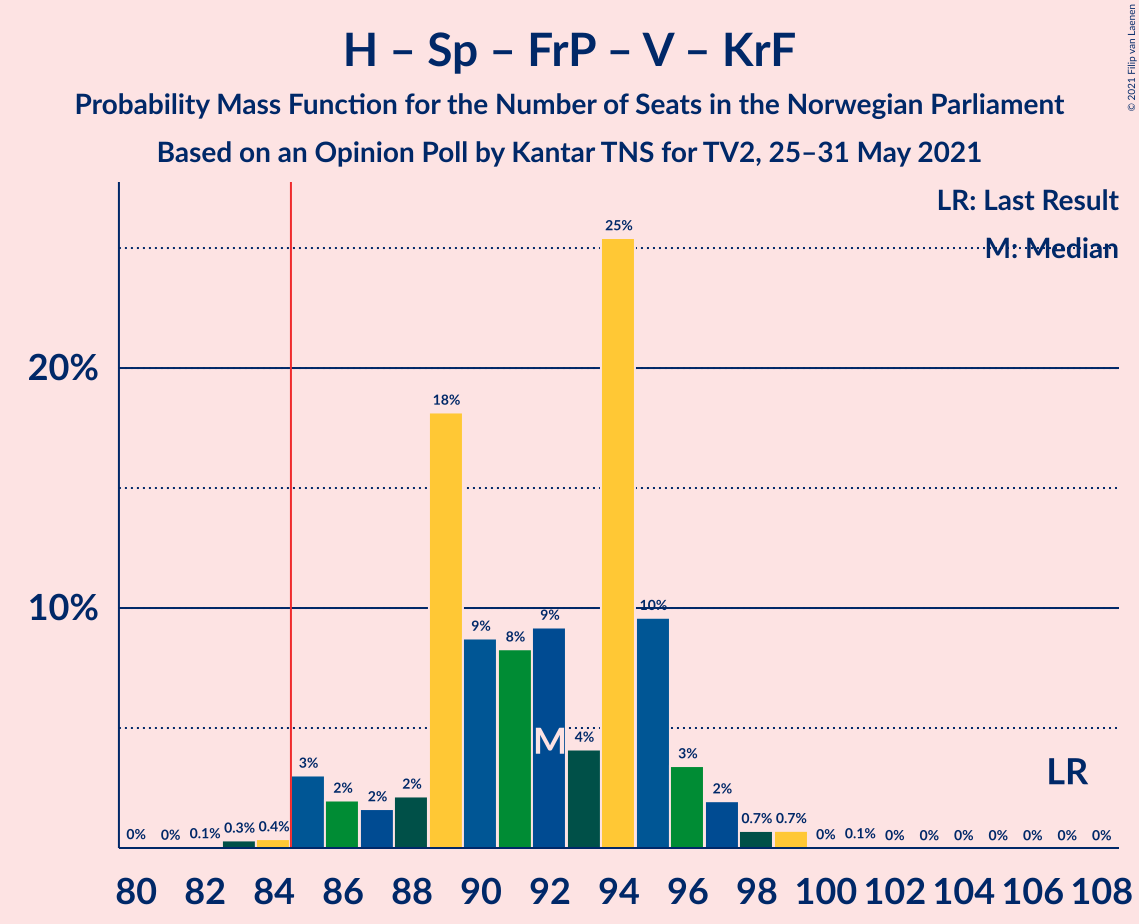 H – Sp – FrP – V – KrF
Probability Mass Function for the Number of Seats in the Norwegian Parliament
Based on an Opinion Poll by Kantar TNS for TV2, 25–31 May 2021
© 2021 Filip van Laenen
LR: Last Result
M: Median
20%
10%
0% 0% 0.1% 0.3% 0.4% 3% 2% 2% 2% 18% 9% 8% 9% 4% 25% 10% 3% 2% 0.7% 0.7% 0% 0.1% 0% 0% 0% 0% 0% 0% 0%
M
LR
80 82 84 86 88 90 92 94 96 98 100 102 104 106 108